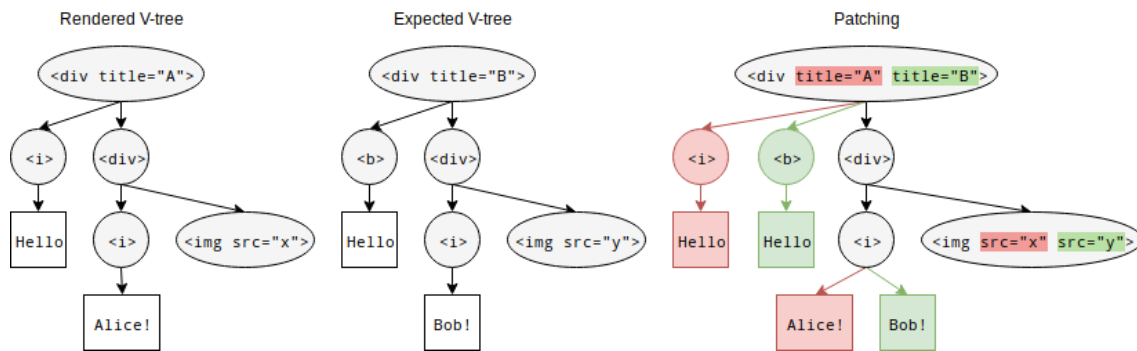 Rendered V-tree
<div title="A">
<i>
<div>
Hello
<i>
<img src="x">
Alice!
Expected V-tree
<div title="B">
<b>
<div>
Hello
<i>
<img src="y">
Bob!
Patching
<div title="A" title="B">
<i>
<b>
<div>
Hello
Hello
<i>
<img src="x" src="y">
Alice!
Bob!